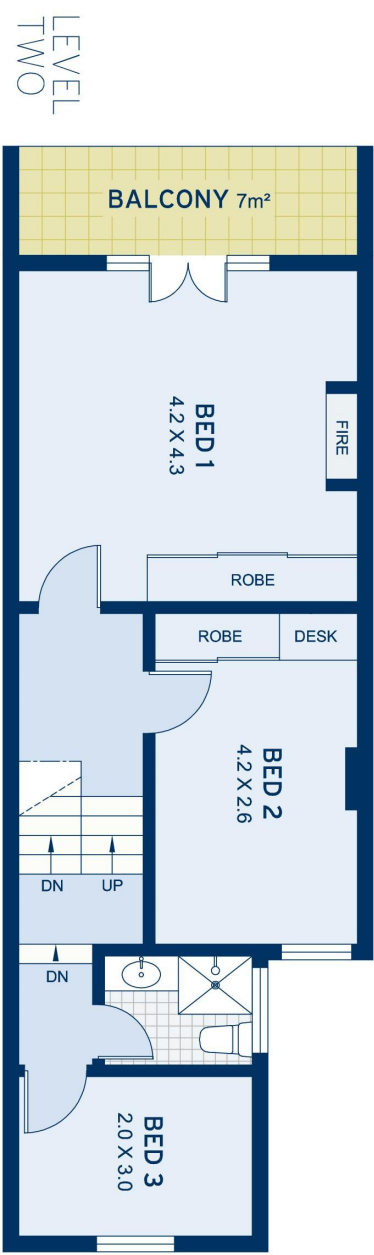 LEVEL
TWO
BALCONY 7m²
BED 1
4.2 X 4.3
FIRE
ROBE
ROBE
DESK
BED 2
4.2 X 2.6
DN
UP
DN
BED 3
2.0 X 3.0